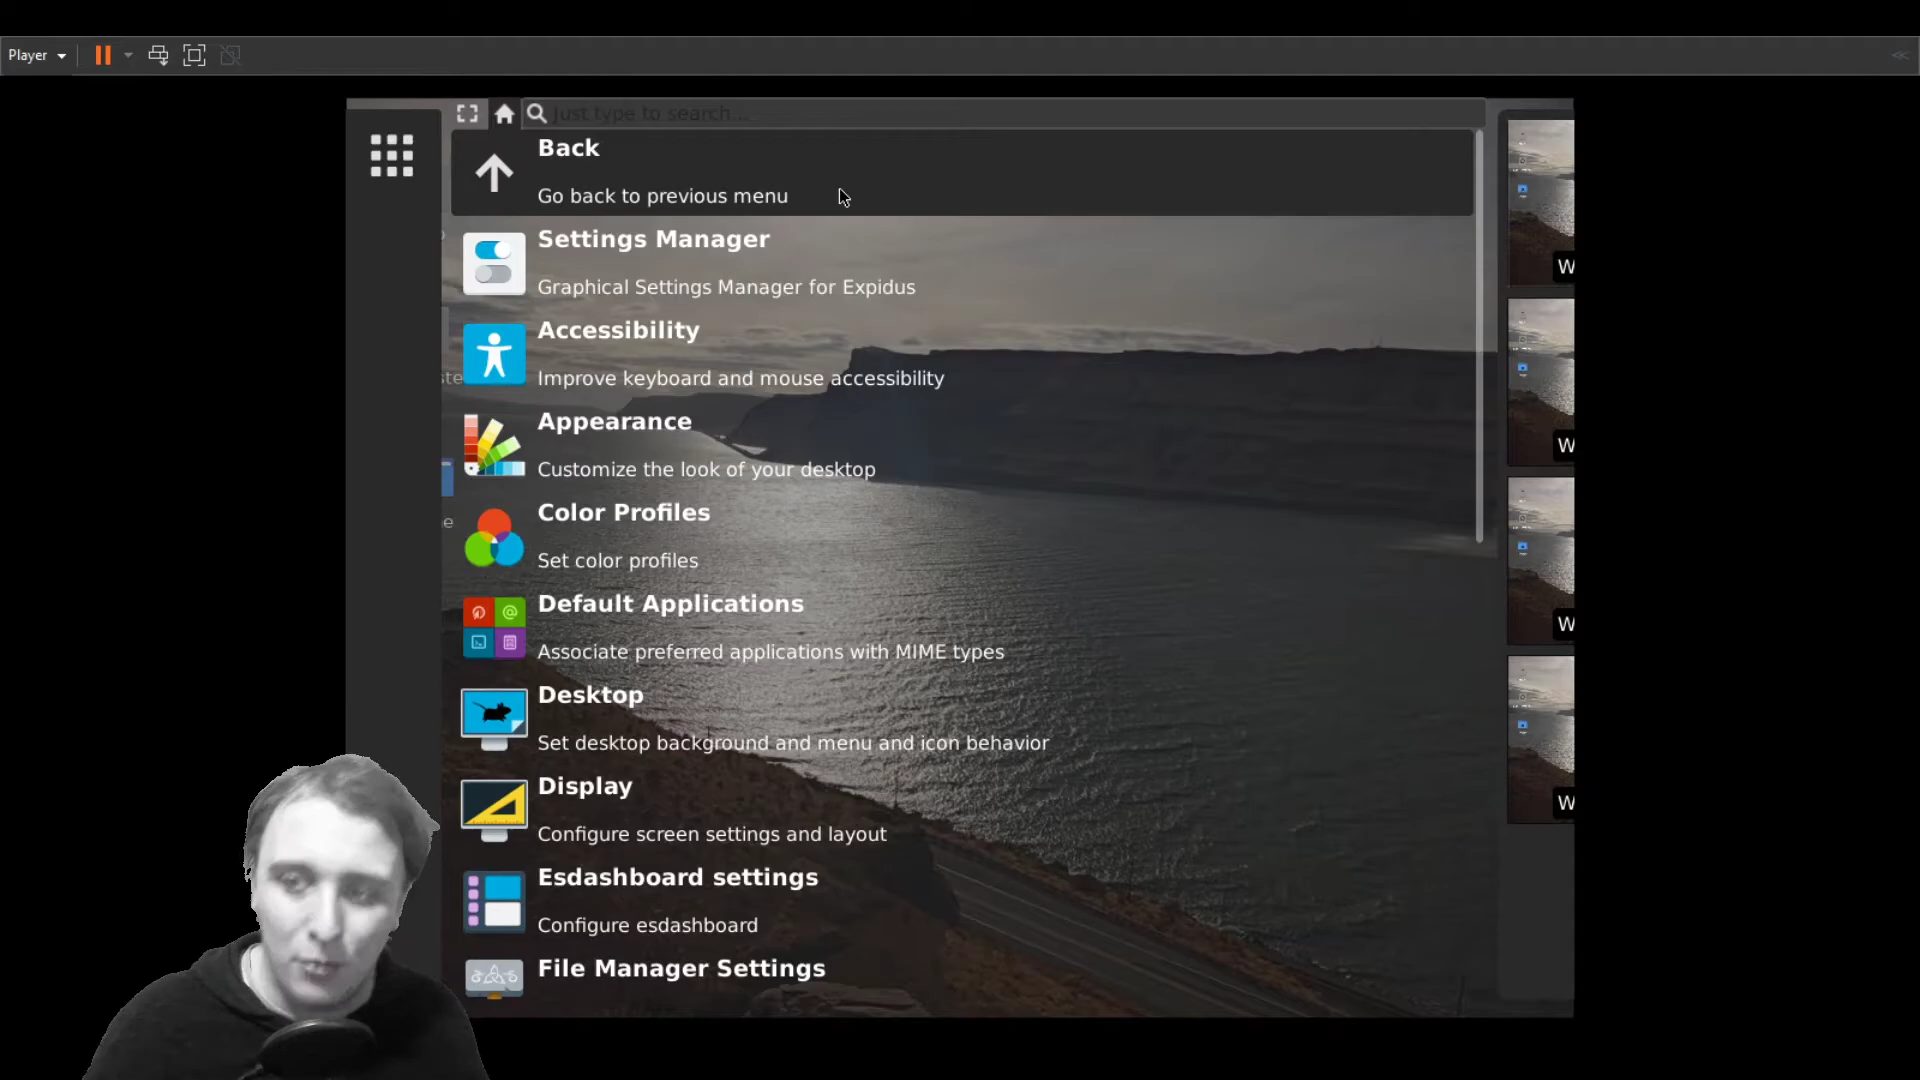 Player
Just type to search...
Back
Go back to previous menu
Settings Manager
Graphical Settings Manager for Expidus
Accessibility
Improve keyboard and mouse accessibility
ste
Appearance
Customize the look of your desktop
Color Profiles
e
Set color profiles
Default Applications
Associate preferred applications with MIME types
Desktop
Set desktop background and menu and icon behavior
Display
Configure screen settings and layout
Esdashboard settings
Configure esdashboard
File Manager Settings
W
W
W
W